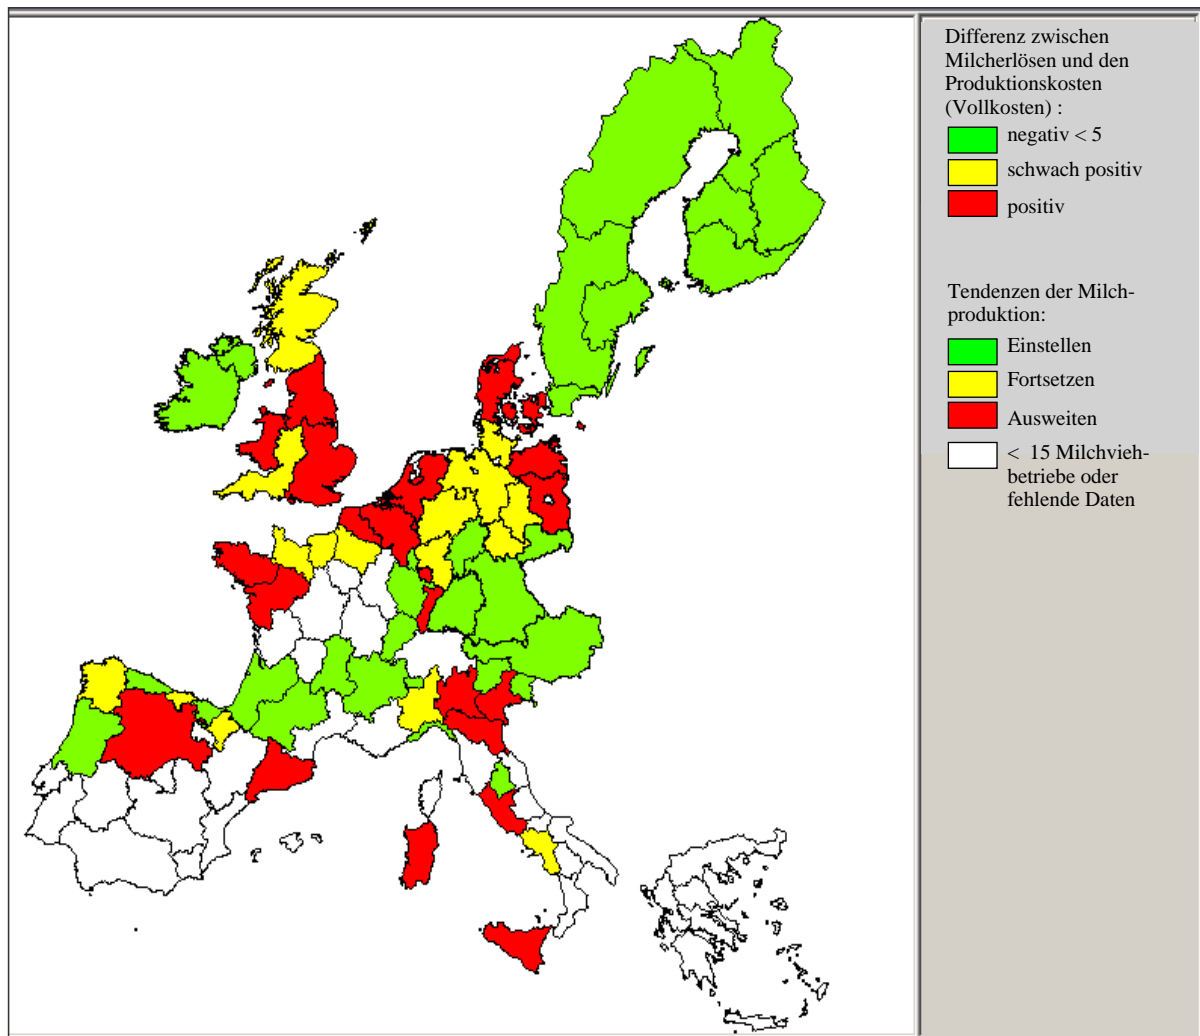 Differenz zwischen
Milcherlösen und den
Produktionskosten
(Vollkosten) :
negativ < 5
schwach positiv
positiv
Tendenzen der Milch-
produktion:
Einstellen
Fortsetzen
Ausweiten
< 15 Milchvieh-
betriebe oder
fehlende Daten